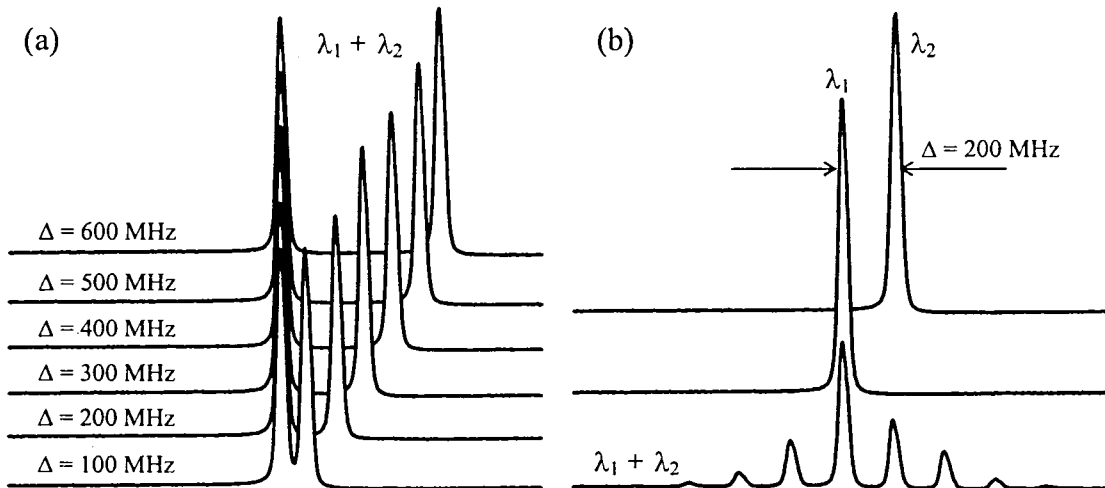 (a)
λ1 + λ2
Δ = 600 MHz
Δ = 500 MHz
Δ = 400 MHz
Δ = 300 MHz
Δ = 200 MHz
Δ = 100 MHz
(b)
λ2
λ1
Δ = 200 MHz
λ1 + λ2